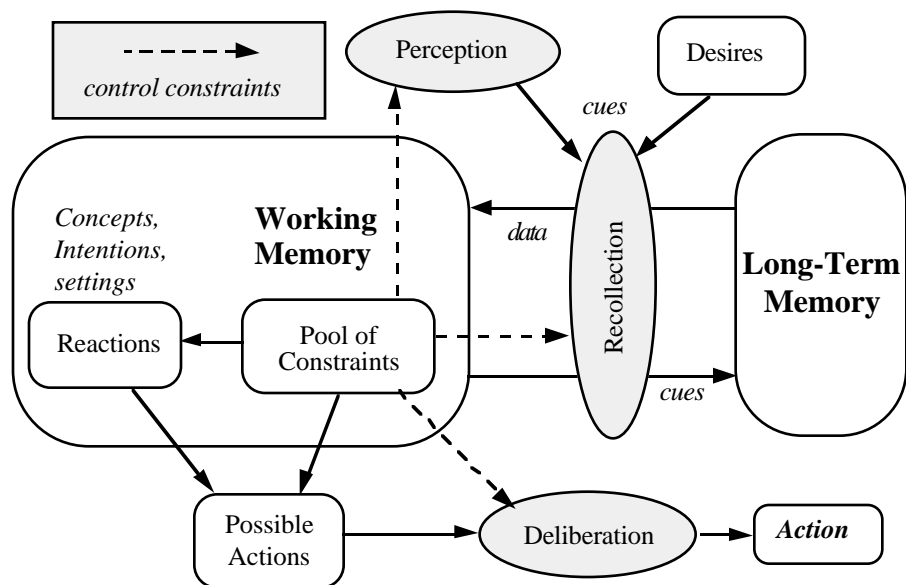 control constraints
Perception
Desires
cues
Concepts,
Intentions,
settings
Working
Memory
data
Recollection
Long-Term
Memory
Reactions
Pool of
Constraints
cues
Possible
Actions
Deliberation
Action